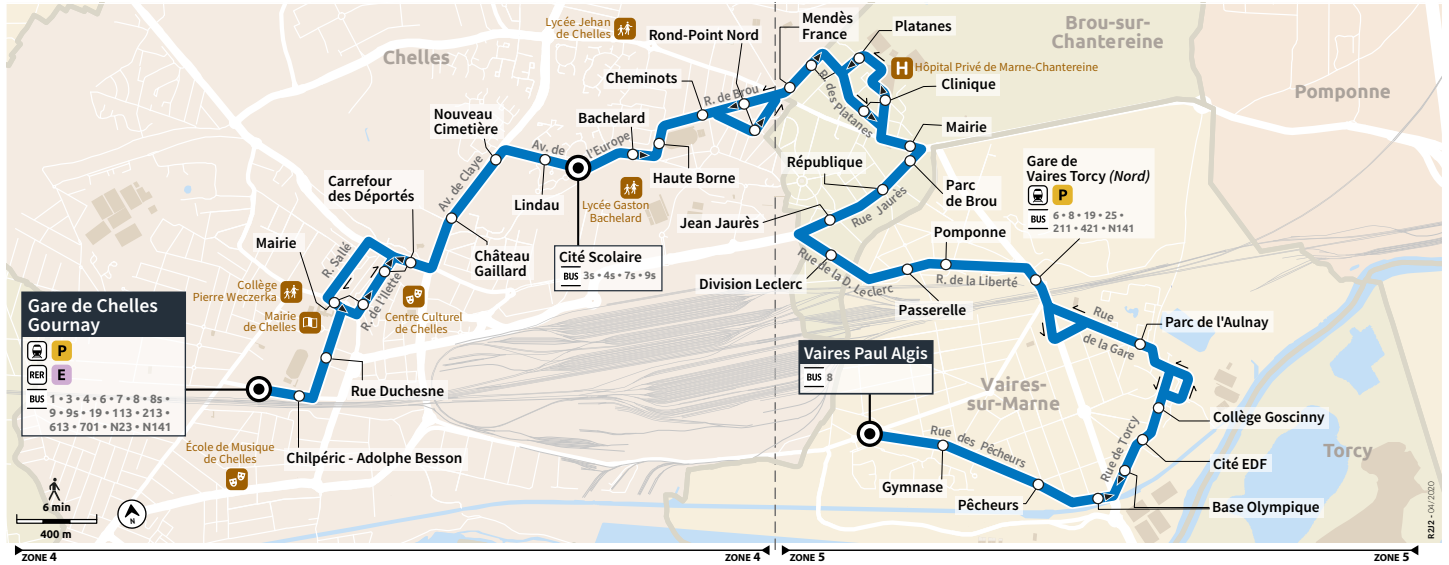 Lycée Jehan
de Chelles
Chelles
Rond-Point Nord
Mendès
France
Platanes
Brou-sur-
Chantereine
H
Hôpital Privé de Marne-Chantereine
Pomponne
Cheminots
R. de Brou
R. des Platanes
Clinique
Nouveau
Cimetière
Bachelard
Av. de
l'Europe
Mairie
République
Gare de
Vaires Torcy (Nord)
P
BUS
6 • 8 • 19 • 25 •
211 • 421 • N141
Carrefour
des Déportés
Av. de Claye
Lindau
Haute Borne
Lycée Gaston
Bachelard
Parc
de Brou
Rue Jaurès
Jean Jaurès
Mairie
R. Sallé
Château
Gaillard
Cité Scolaire
BUS
3s • 4s • 7s • 9s
Pomponne
Rue de la D. Leclerc
Division Leclerc
R. de la Liberté
Passerelle
Collège
Pierre Weczerka
R. de l'Ilette
Mairie
de Chelles
Centre Culturel
de Chelles
Gare de Chelles
Gournay
P
RER
E
BUS
1 • 3 • 4 • 6 • 7 • 8 • 8s •
9 • 9s • 19 • 113 • 213 •
613 • 701 • N23 • N141
Rue
de la Gare
Parc de l'Aulnay
Vaires Paul Algis
BUS
8
Rue Duchesne
Vaires-
sur-Marne
Collège Goscinny
Rue des Pêcheurs
Rue de Torcy
École de Musique
de Chelles
Chilpéric - Adolphe Besson
Cité EDF
Torcy
Gymnase
Pêcheurs
Base Olympique
6 min
400 m
N
R2J2 - 04/2020
ZONE 4
ZONE 4
ZONE 5
ZONE 5